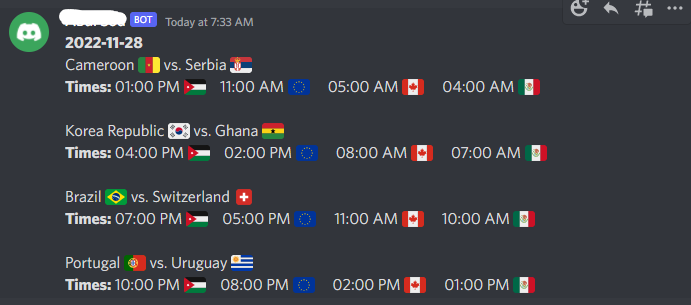 BOT Today at 7:33 AM
2022-11-28
Cameroon 🇨🇲 vs. Serbia 🇷🇸
Times: 01:00 PM 🇯🇴 11:00 AM 🇪🇺 05:00 AM 🇨🇦 04:00 AM 🇲🇽
Korea Republic 🇰🇷 vs. Ghana 🇬🇭
Times: 04:00 PM 🇯🇴 02:00 PM 🇪🇺 08:00 AM 🇨🇦 07:00 AM 🇲🇽
Brazil 🇧🇷 vs. Switzerland 🇨🇭
Times: 07:00 PM 🇯🇴 05:00 PM 🇪🇺 11:00 AM 🇨🇦 10:00 AM 🇲🇽
Portugal 🇵🇹 vs. Uruguay 🇺🇾
Times: 10:00 PM 🇯🇴 08:00 PM 🇪🇺 02:00 PM 🇨🇦 01:00 PM 🇲🇽